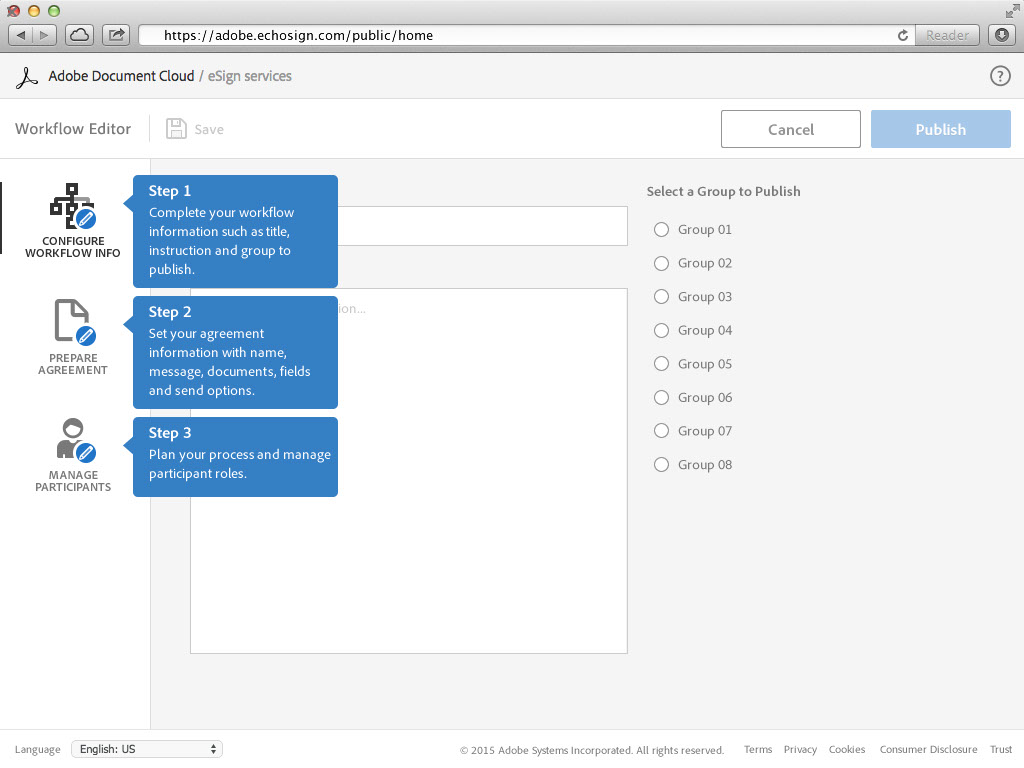 https://adobe.echosign.com/public/home
Reader
Adobe Document Cloud / eSign services
?
Workflow Editor
Save
Cancel
Publish
CONFIGURE
WORKFLOW INFO
Step 1
Complete your workflow
information such as title,
instruction and group to
publish.
PREPARE
AGREEMENT
Step 2
Set your agreement
information with name,
message, documents, fields
and send options.
MANAGE
PARTICIPANTS
Step 3
Plan your process and manage
participant roles.
ion...
Select a Group to Publish
Group 01
Group 02
Group 03
Group 04
Group 05
Group 06
Group 07
Group 08
Language
English: US
© 2015 Adobe Systems Incorporated. All rights reserved.
Terms
Privacy
Cookies
Consumer Disclosure
Trust